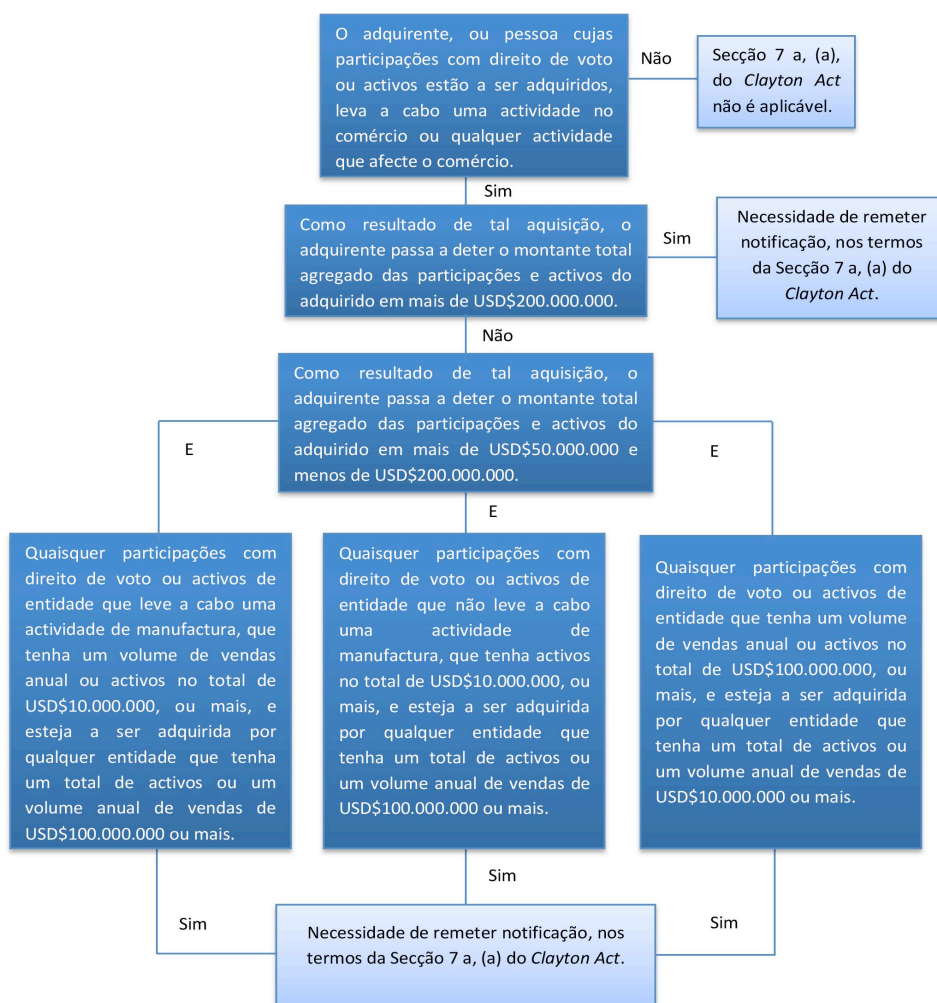 O adquirente, ou pessoa cujas
participações com direito de voto
ou activos estão a ser adquiridos,
leva a cabo uma actividade no
comércio ou qualquer actividade
que afecte o comércio.
Não
Secção 7 a, (a),
do Clayton Act
não é aplicável.
Sim
Como resultado de tal aquisição, o
adquirente passa a deter o montante total
agregado das participações e activos do
adquirido em mais de USD$200.000.000.
Sim
Necessidade de remeter
notificação, nos termos
da Secção 7 a, (a) do
Clayton Act.
Não
Como resultado de tal aquisição, o
adquirente passa a deter o montante total
agregado das participações e activos do
adquirido em mais de USD$50.000.000 e
menos de USD$200.000.000.
E
E
E
Quaisquer participações com
direito de voto ou activos de
entidade que leve a cabo uma
actividade de manufactura, que
tenha um volume de vendas
anual ou activos no total de
USD$10.000.000, ou mais, e
esteja a ser adquirida por
qualquer entidade que tenha
um total de activos ou um
volume anual de vendas de
USD$100.000.000 ou mais.
Quaisquer participações com
direito de voto ou activos de
entidade que não leve a cabo
uma actividade de
manufactura, que tenha activos
no total de USD$10.000.000, ou
mais, e esteja a ser adquirida
por qualquer entidade que
tenha um total de activos ou
um volume anual de vendas de
USD$100.000.000 ou mais.
Quaisquer participações com
direito de voto ou activos de
entidade que tenha um volume
de vendas anual ou activos no
total de USD$100.000.000, ou
mais, e esteja a ser adquirida
por qualquer entidade que
tenha um total de activos ou
um volume anual de vendas de
USD$10.000.000 ou mais.
Sim
Sim
Sim
Necessidade de remeter notificação, nos
termos da Secção 7 a, (a) do Clayton Act.